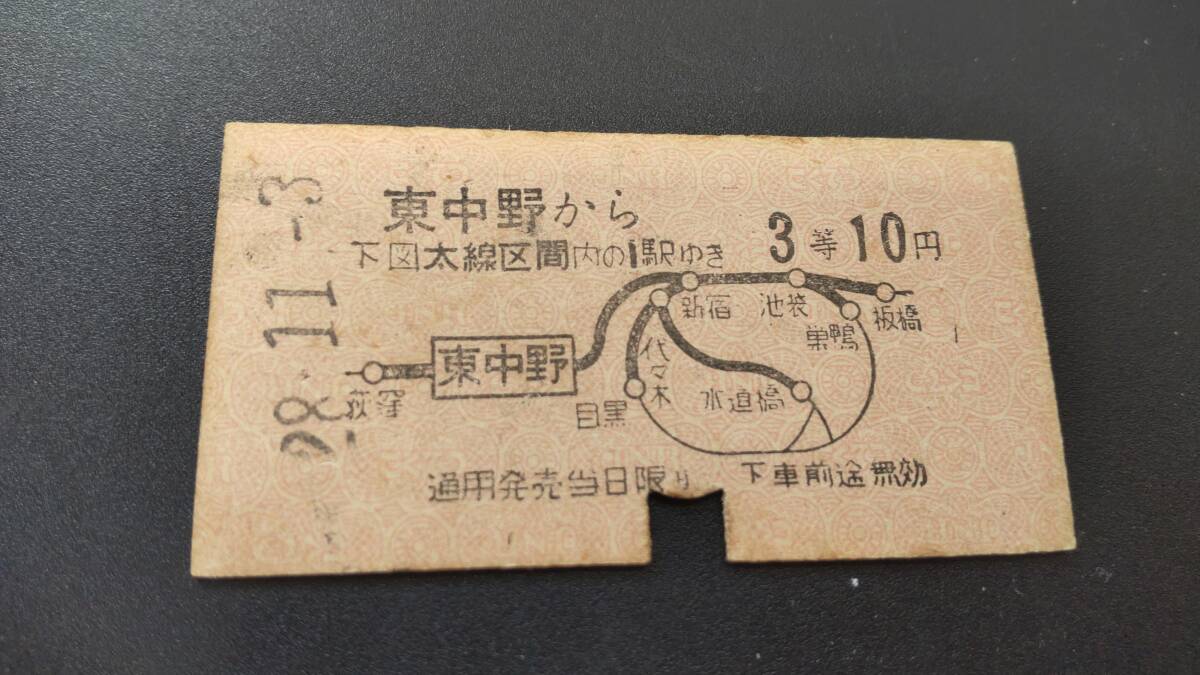 東中野から
下図太線区間内の1駅ゆき
3等10円
28.11.-3
新宿
池袋
巣鴨
板橋
東中野
荻窪
代々木
目黒
水道橋
通用発売当日限り
下車前途無効